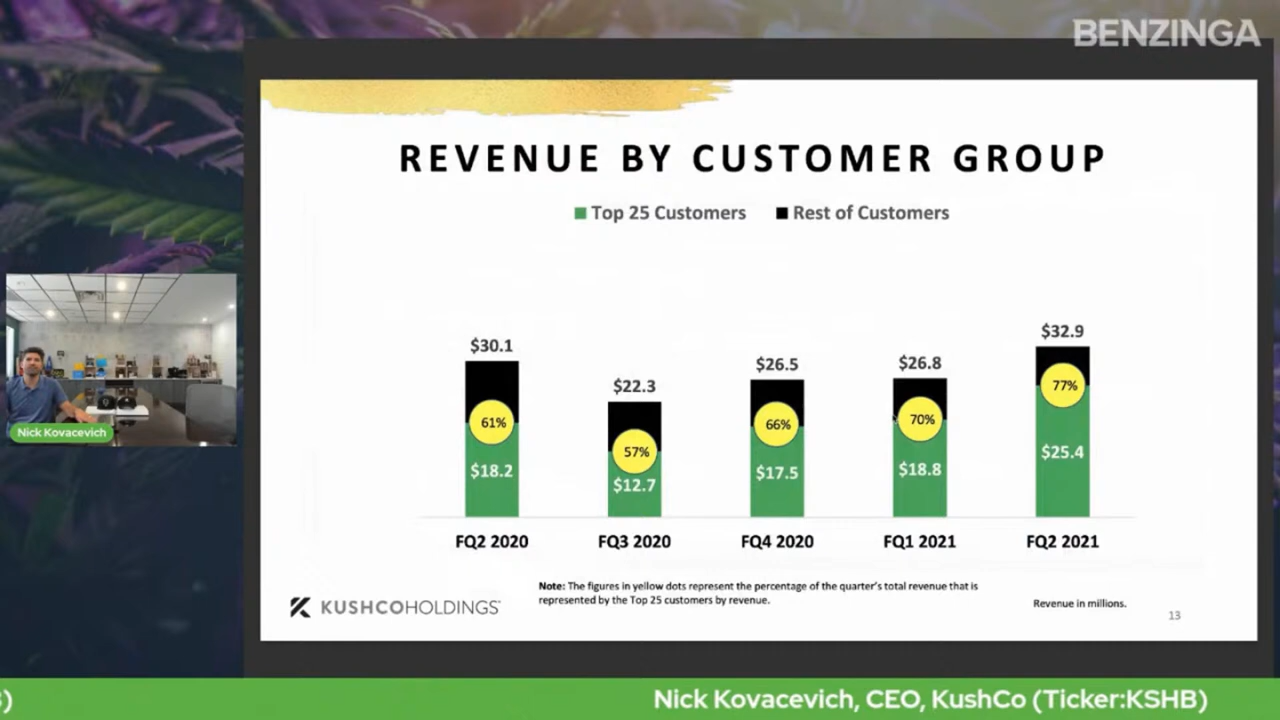 BENZINGA
REVENUE BY CUSTOMER GROUP
Top 25 Customers Rest of Customers
$30.1
$22.3
$26.5
$26.8
$32.9
61%
57%
66%
70%
77%
$18.2
$12.7
$17.5
$18.8
$25.4
FQ2 2020 FQ3 2020 FQ4 2020 FQ1 2021 FQ2 2021
Note: The figures in yellow dots represent the percentage of the quarter's total revenue that is
represented by the Top 25 customers by revenue.
Revenue in millions.
KUSHCOHOLDINGS
13
Nick Kovacevich
) Nick Kovacevich, CEO, KushCo (Ticker:KSHB)